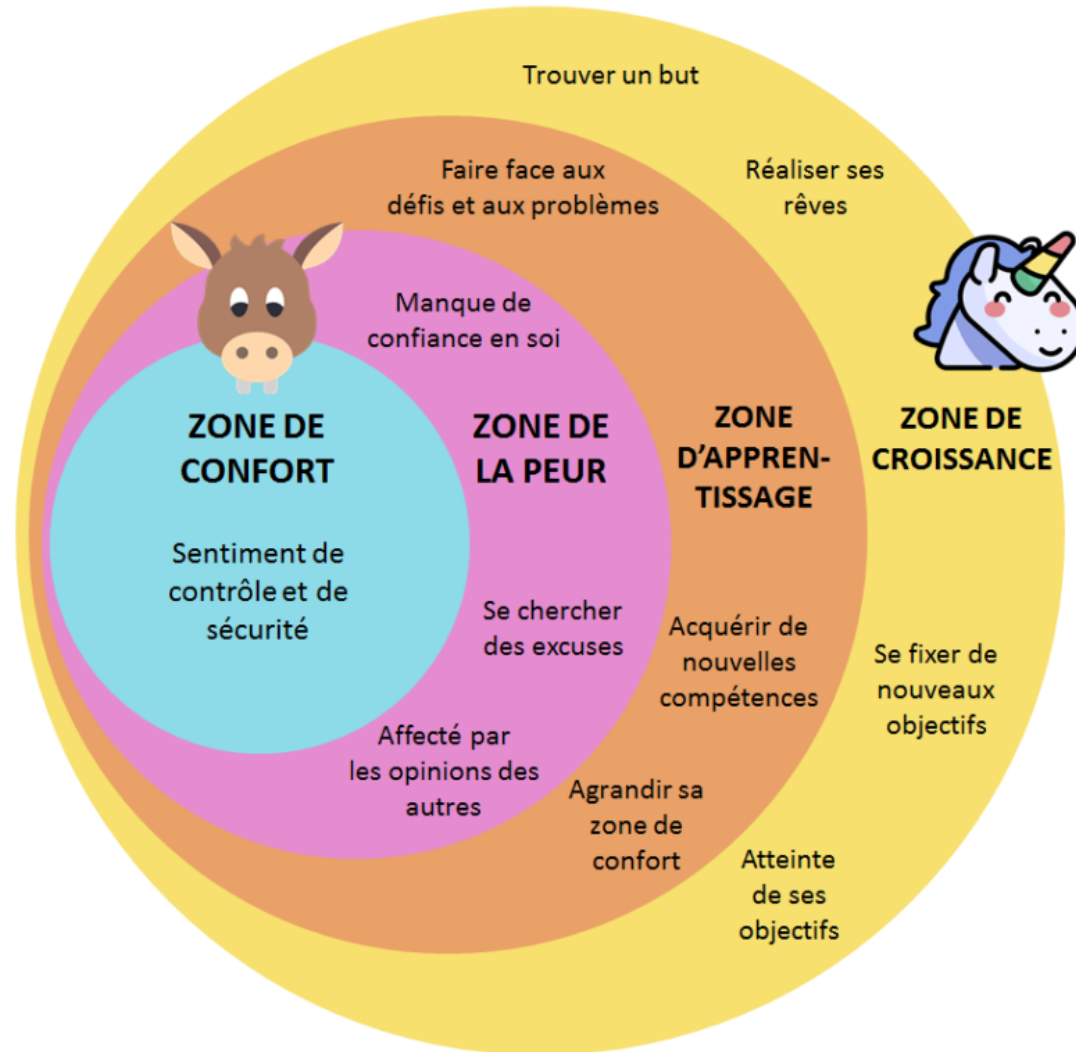 Trouver un but
Faire face aux
défis et aux problèmes
Réaliser ses
rêves
Manque de
confiance en soi
ZONE DE
CONFORT
ZONE DE
LA PEUR
ZONE
D’APPREN-
TISSAGE
ZONE DE
CROISSANCE
Sentiment de
contrôle et de
sécurité
Se chercher
des excuses
Acquérir de
nouvelles
compétences
Se fixer de
nouveaux
objectifs
Affecté par
les opinions des
autres
Agrandir sa
zone de
confort
Atteinte
de ses
objectifs